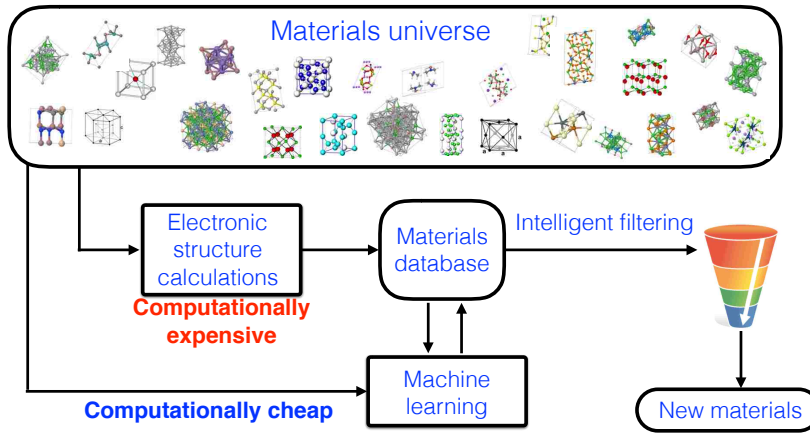 Materials universe
a
a
a
Electronic
structure
calculations
Computationally
expensive
Materials
database
Intelligent filtering
Machine
learning
Computationally cheap
New materials